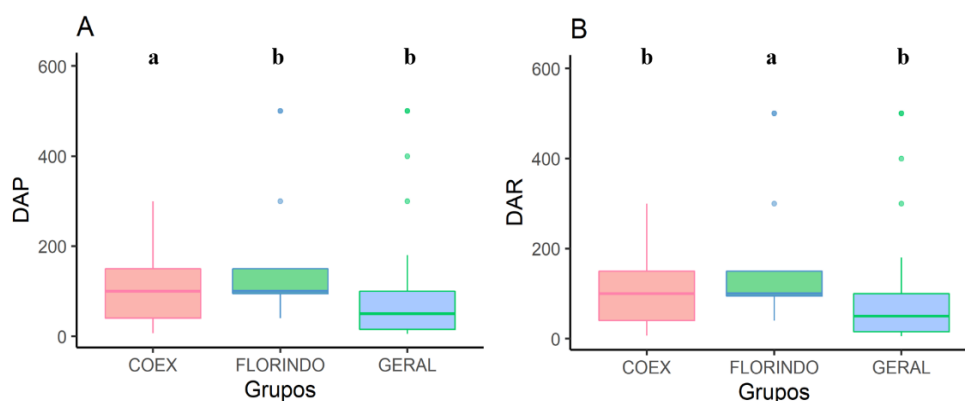 A
a b b
600
400
200
0
DAP
COEX FLORINDO GERAL
Grupos
B
b a b
600
400
200
0
DAR
COEX FLORINDO GERAL
Grupos